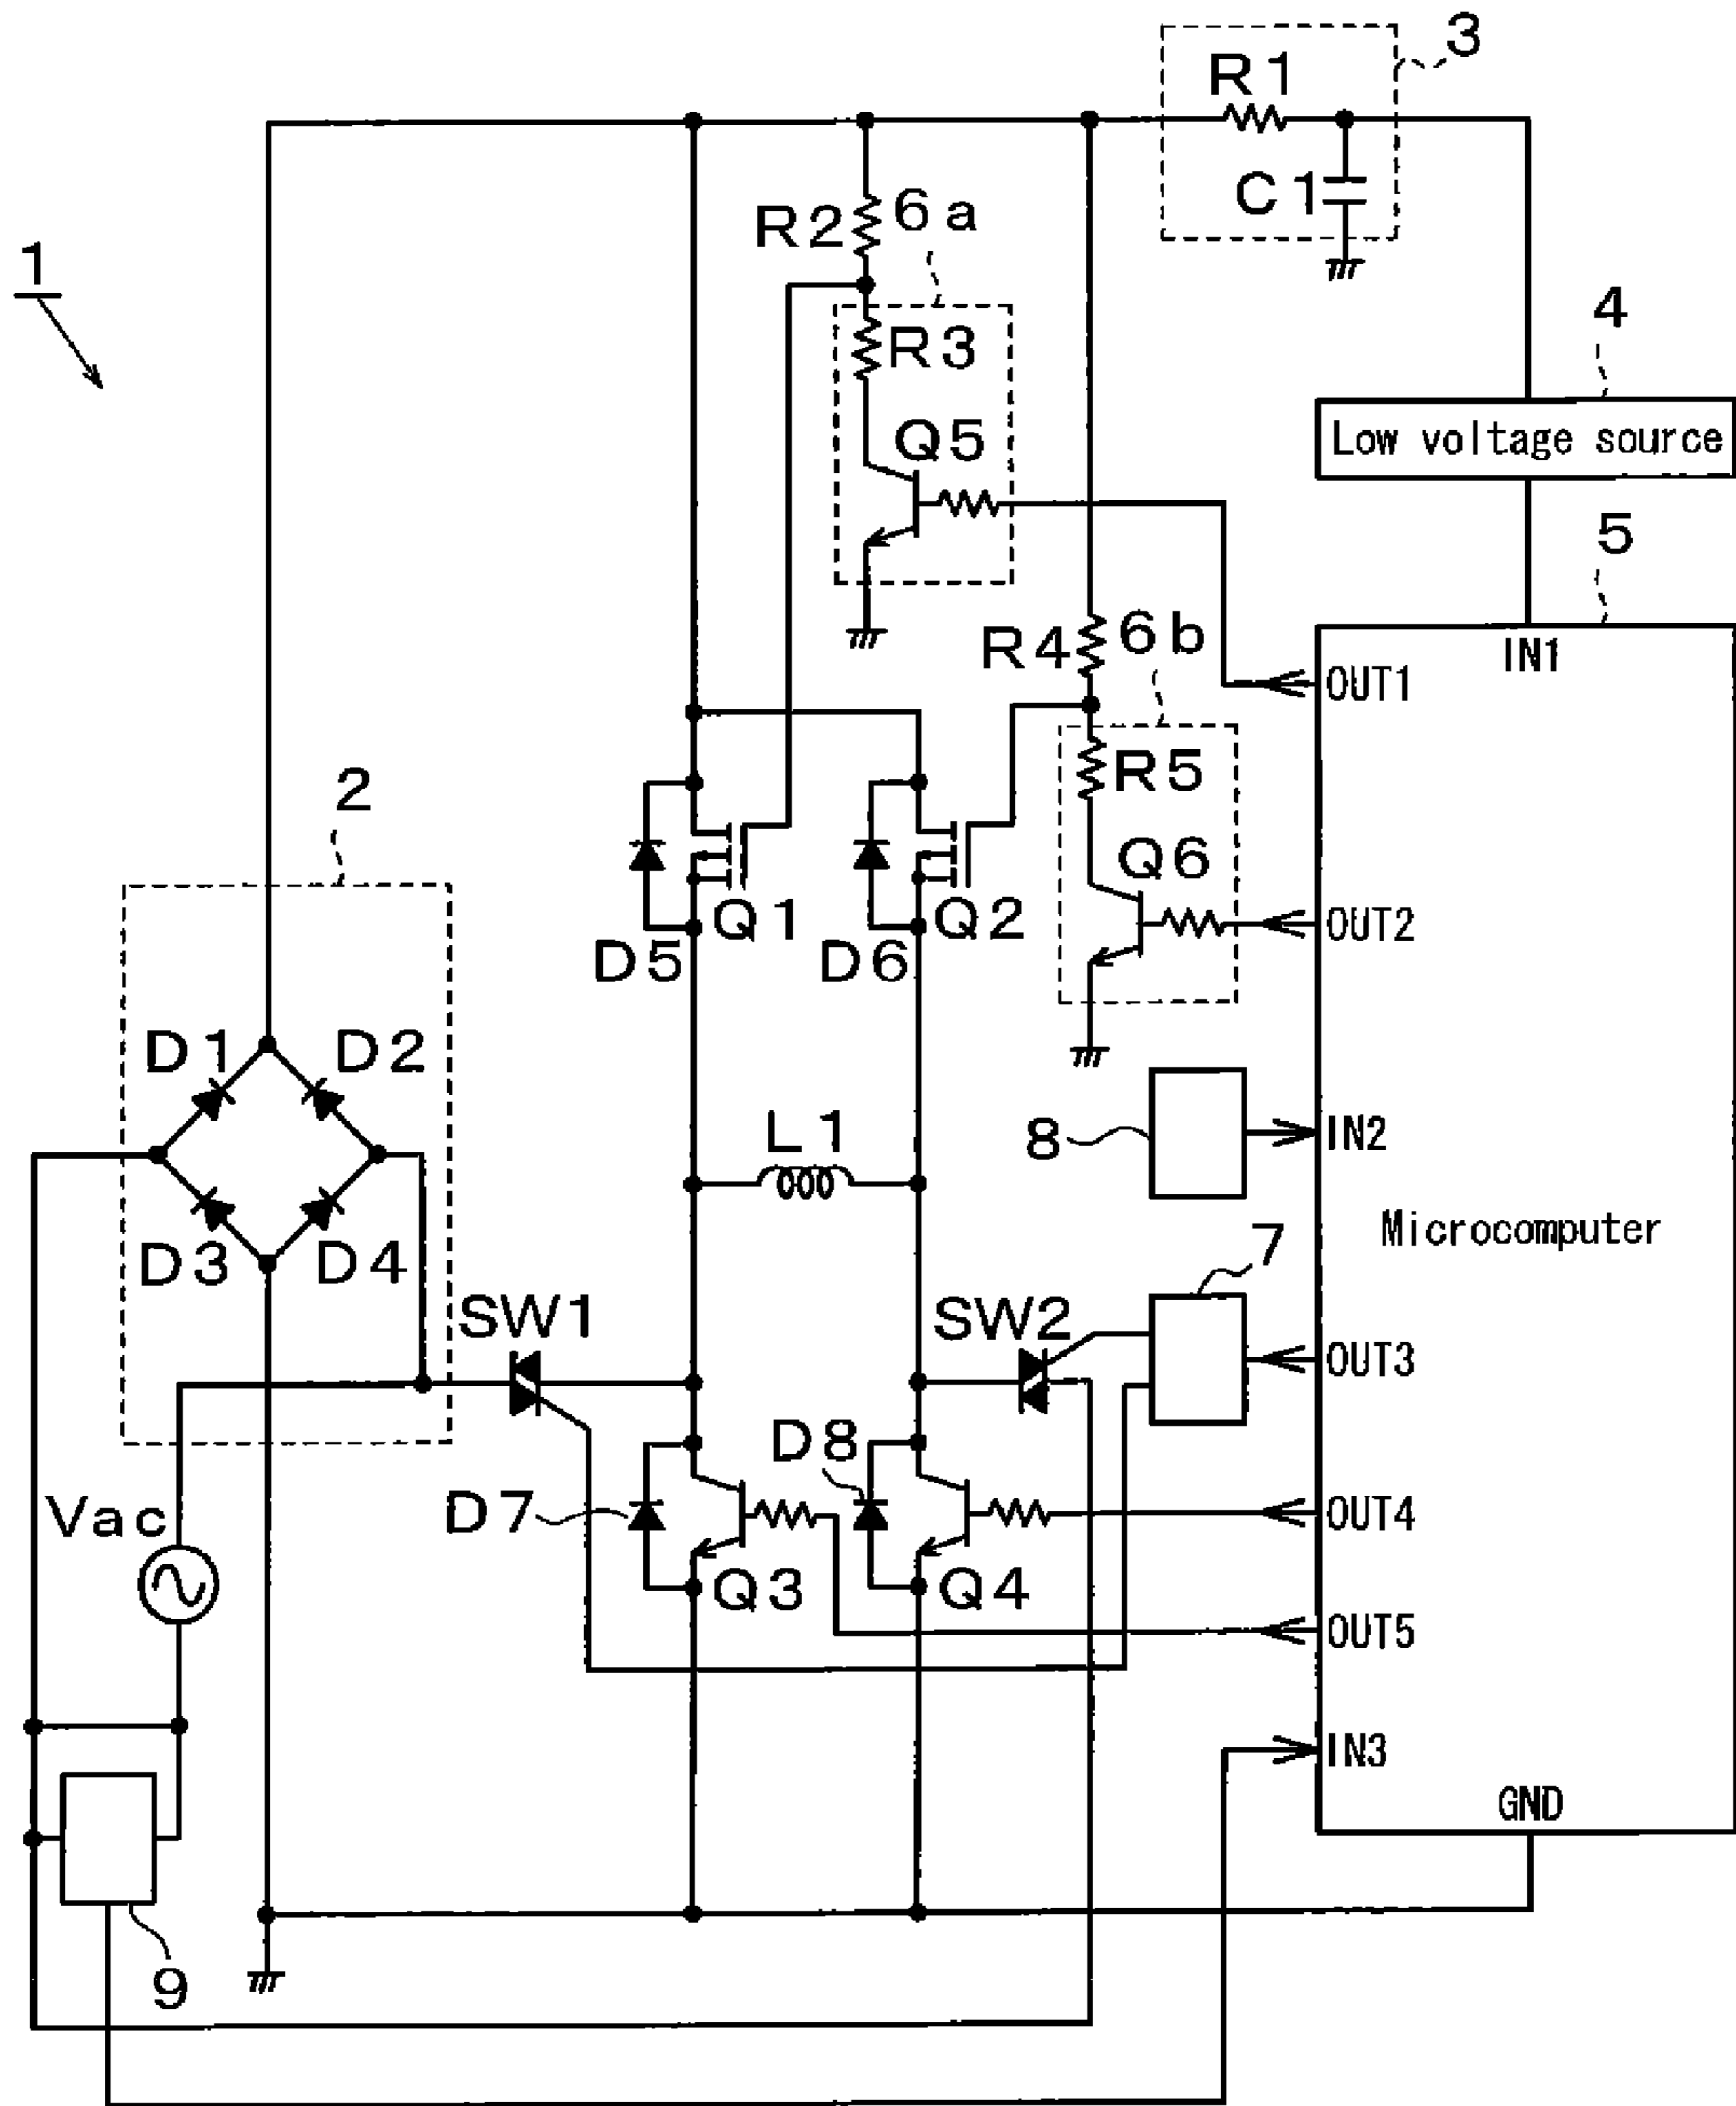 3
R1
C1
1
R2
6a
R3
Q5
4
Low voltage source
5
R4
6b
IN1
OUT1
R5
2
Q6
OUT2
Q1
Q2
D5
D6
D1
D2
L1
8
IN2
Microcomputer
D3
D4
7
SW1
SW2
OUT3
D8
Vac
D7
OUT4
Q3
Q4
OUT5
IN3
GND
9